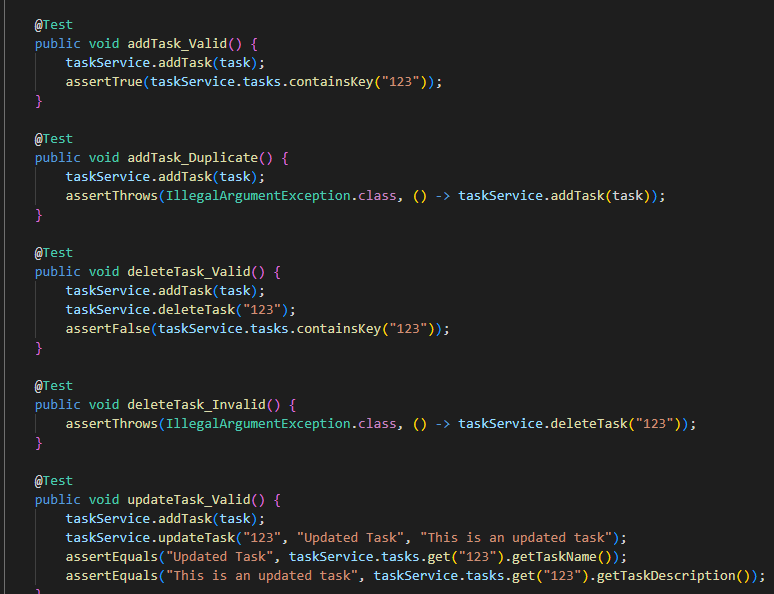 @Test
public void addTask_Valid() {
taskService.addTask(task);
assertTrue(taskService.tasks.containsKey("123"));
}
@Test
public void addTask_Duplicate() {
taskService.addTask(task);
assertThrows(IllegalArgumentException.class, () -> taskService.addTask(task));
}
@Test
public void deleteTask_Valid() {
taskService.addTask(task);
taskService.deleteTask("123");
assertFalse(taskService.tasks.containsKey("123"));
}
@Test
public void deleteTask_Invalid() {
assertThrows(IllegalArgumentException.class, () -> taskService.deleteTask("123"));
}
@Test
public void updateTask_Valid() {
taskService.addTask(task);
taskService.updateTask("123", "Updated Task", "This is an updated task");
assertEquals("Updated Task", taskService.tasks.get("123").getTaskName());
assertEquals("This is an updated task", taskService.tasks.get("123").getTaskDescription());
}